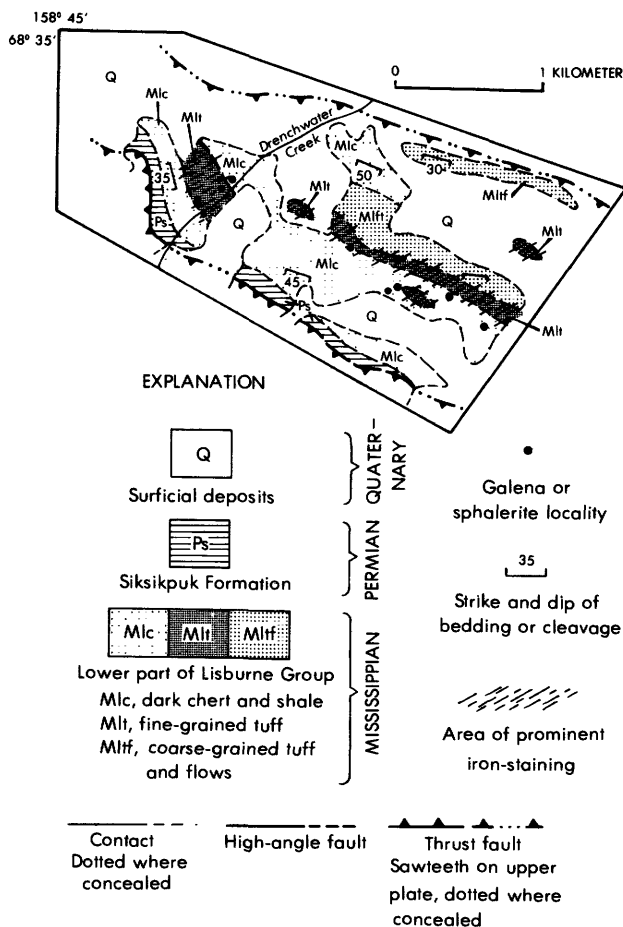 158° 45'
68° 35'
0 1 KILOMETER
Q
Mlc
Mlt
Drenchwater
Creek
Mlc
Mlc
30
Mltf
35
50
Mlt
Mlft
Q
Mlt
Ps
Q
Mlc
45
Ps
Q
Mlt
Mlc
EXPLANATION
Q
Surficial deposits
QUATER-
NARY
Ps
Siksikpuk Formation
PERMIAN
Mlc Mlt Mltf
Lower part of Lisburne Group
Mlc, dark chert and shale
Mlt, fine-grained tuff
Mltf, coarse-grained tuff
and flows
MISSISSIPPIAN
Galena or
sphalerite locality
35
Strike and dip of
bedding or cleavage
Area of prominent
iron-staining
Contact
Dotted where
concealed
High-angle fault
Thrust fault
Sawteeth on upper
plate, dotted where
concealed